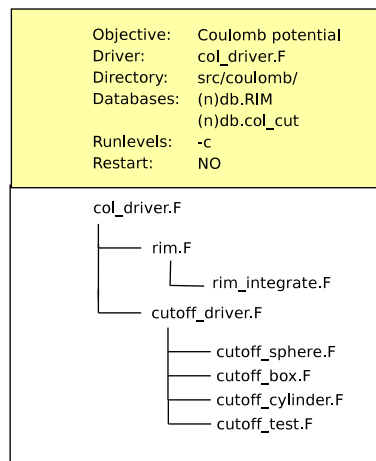 Objective: Coulomb potential
Driver: col_driver.F
Directory: src/coulomb/
Databases: (n)db.RIM
(n)db.col_cut
Runlevels: -c
Restart: NO
col_driver.F
rim.F
rim_integrate.F
cutoff_driver.F
cutoff_sphere.F
cutoff_box.F
cutoff_cylinder.F
cutoff_test.F